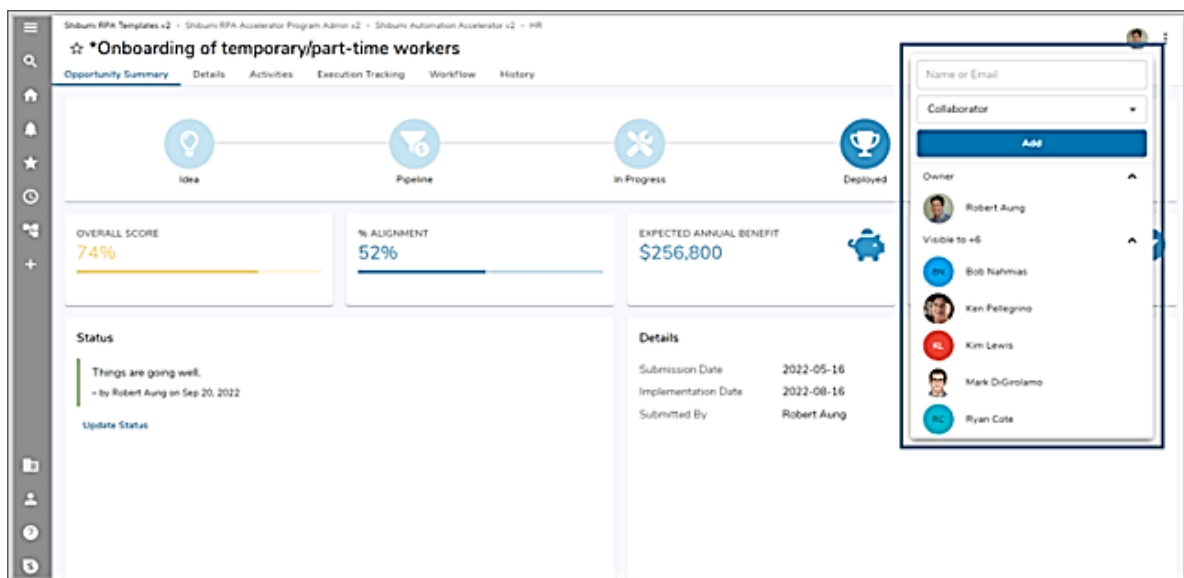 Shibumi RPA Templates v2 • Shibumi RPA Accelerator Program Admin v2 • Shibumi Automation Accelerator v2 • HR
*Onboarding of temporary/part-time workers
Opportunity Summary Details Activities Execution Tracking Workflow History
Idea Pipeline In Progress Deployed
OVERALL SCORE
74%
% ALIGNMENT
52%
EXPECTED ANNUAL BENEFIT
$256,800
Status
Things are going well.
– by Robert Aung on Sep 20, 2022
Update Status
Details
Submission Date 2022-05-16
Implementation Date 2022-08-16
Submitted By Robert Aung
Name or Email
Collaborator
Add
Owner
Robert Aung
Visible to +6
BN Bob Nahmias
Ken Pellegrino
KL Kim Lewis
Mark DiGirolamo
RC Ryan Cote